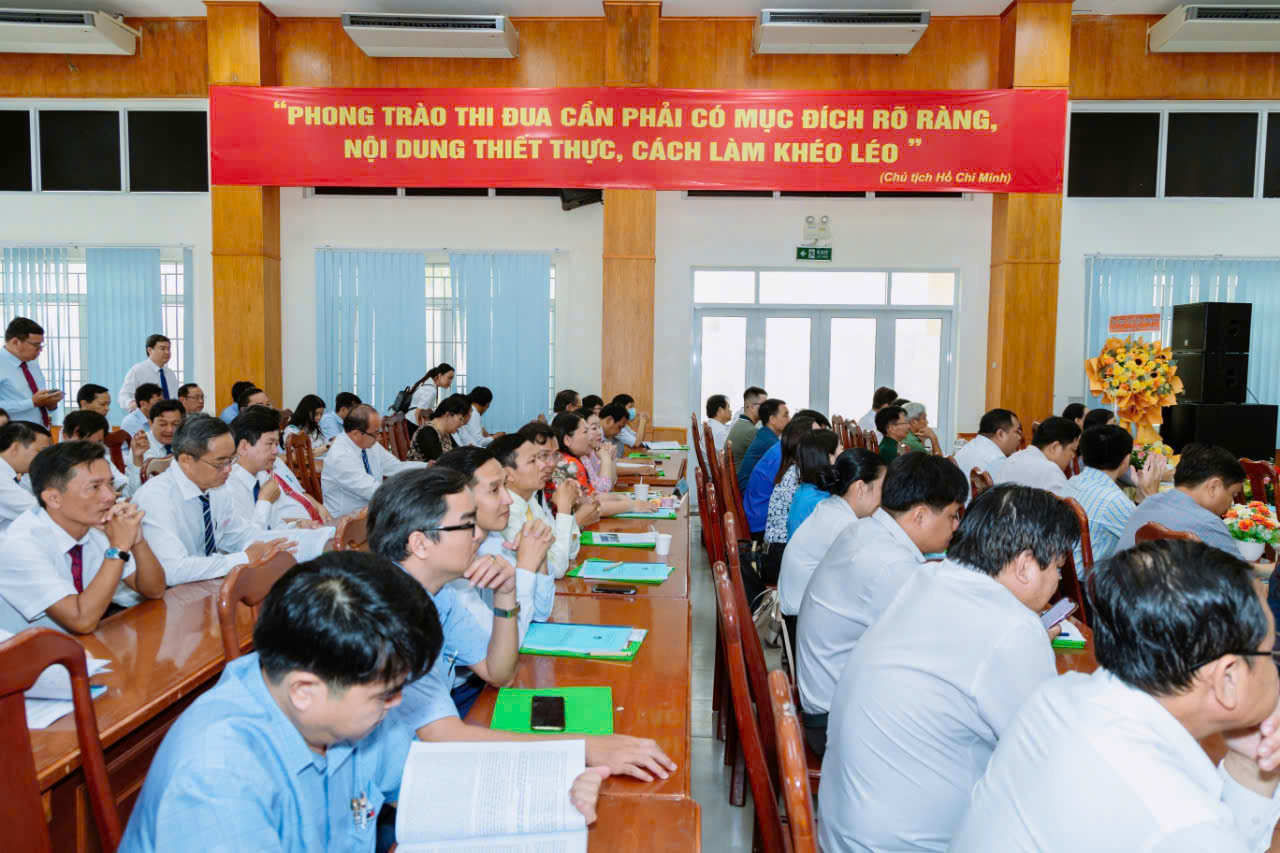 “PHONG TRÀO THI ĐUA CẦN PHẢI CÓ MỤC ĐÍCH RÕ RÀNG,
NỘI DUNG THIẾT THỰC, CÁCH LÀM KHÉO LÉO ”
(Chủ tịch Hồ Chí Minh)
EXIT